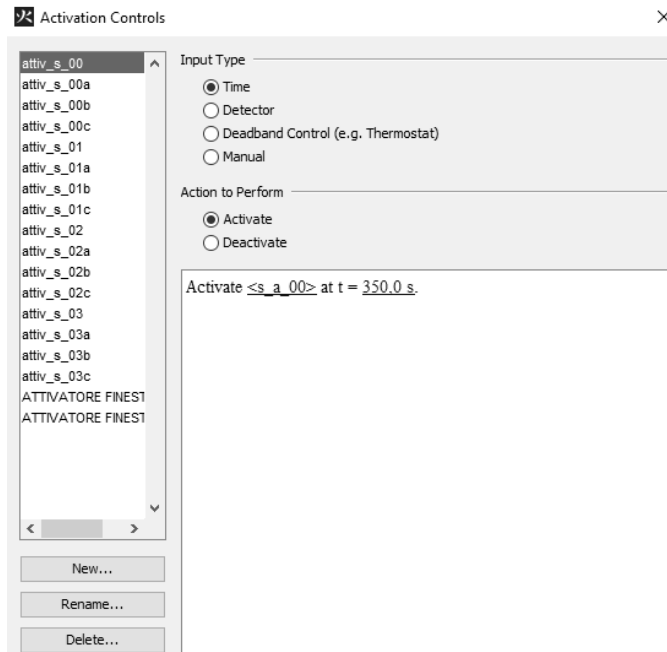 Activation Controls
attiv_s_00
attiv_s_00a
attiv_s_00b
attiv_s_00c
attiv_s_01
attiv_s_01a
attiv_s_01b
attiv_s_01c
attiv_s_02
attiv_s_02a
attiv_s_02b
attiv_s_02c
attiv_s_03
attiv_s_03a
attiv_s_03b
attiv_s_03c
ATTIVATORE FINEST
ATTIVATORE FINEST
New...
Rename...
Delete...
Input Type
Time
Detector
Deadband Control (e.g. Thermostat)
Manual
Action to Perform
Activate
Deactivate
Activate <s_a_00> at t = 350,0 s.